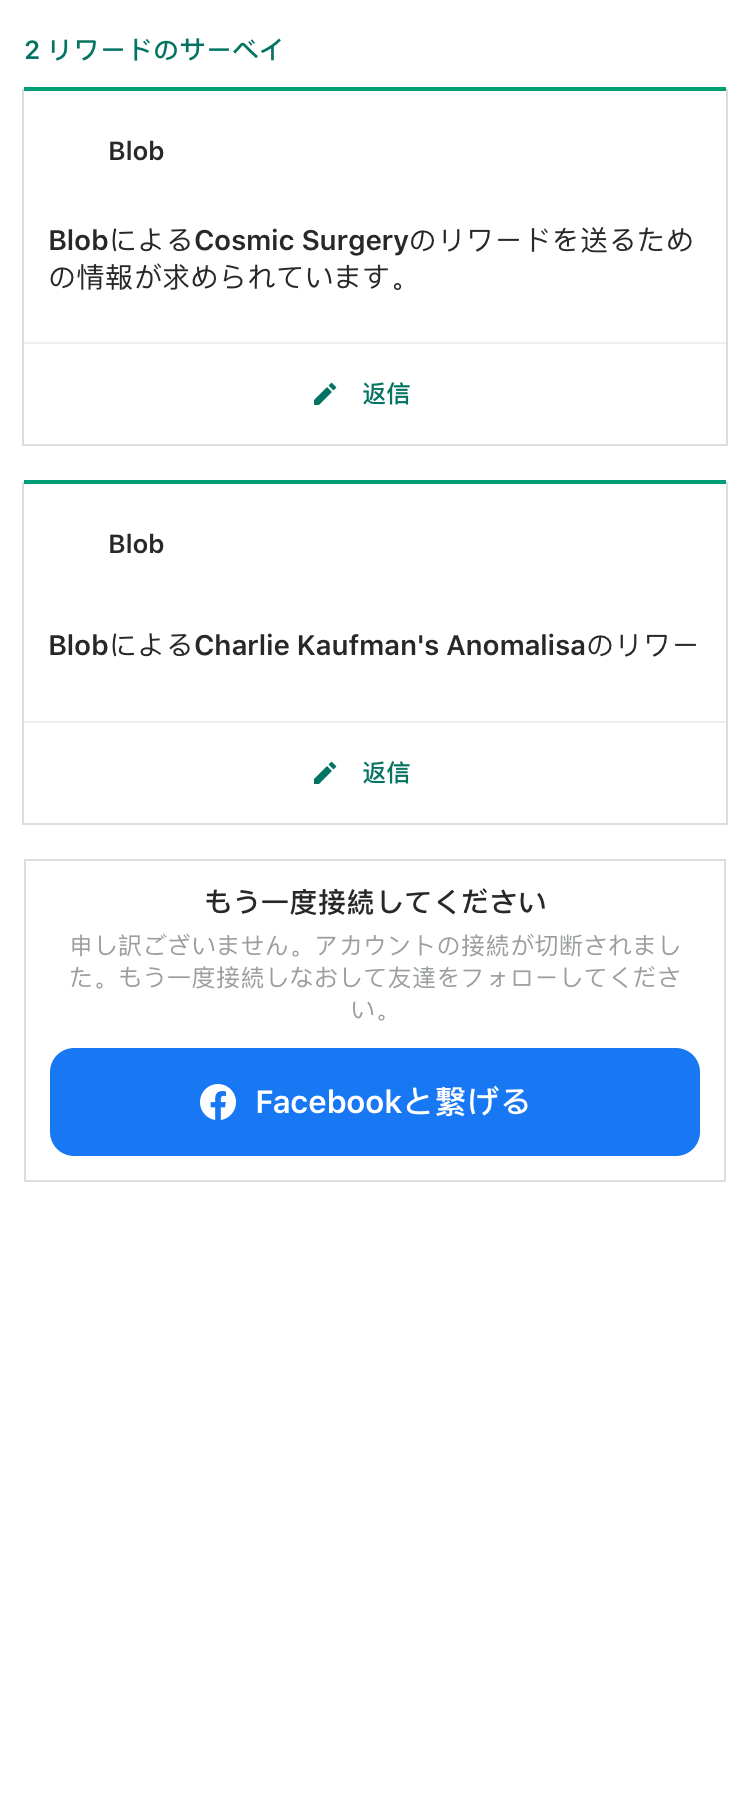 2 リワードのサーベイ
Blob
BlobによるCosmic Surgeryのリワードを送るため
の情報が求められています。
返信
Blob
BlobによるCharlie Kaufman's Anomalisaのリワー
返信
もう一度接続してください
申し訳ございません。アカウントの接続が切断されまし
た。もう一度接続しなおして友達をフォローしてくださ
い。
Facebookと繋げる